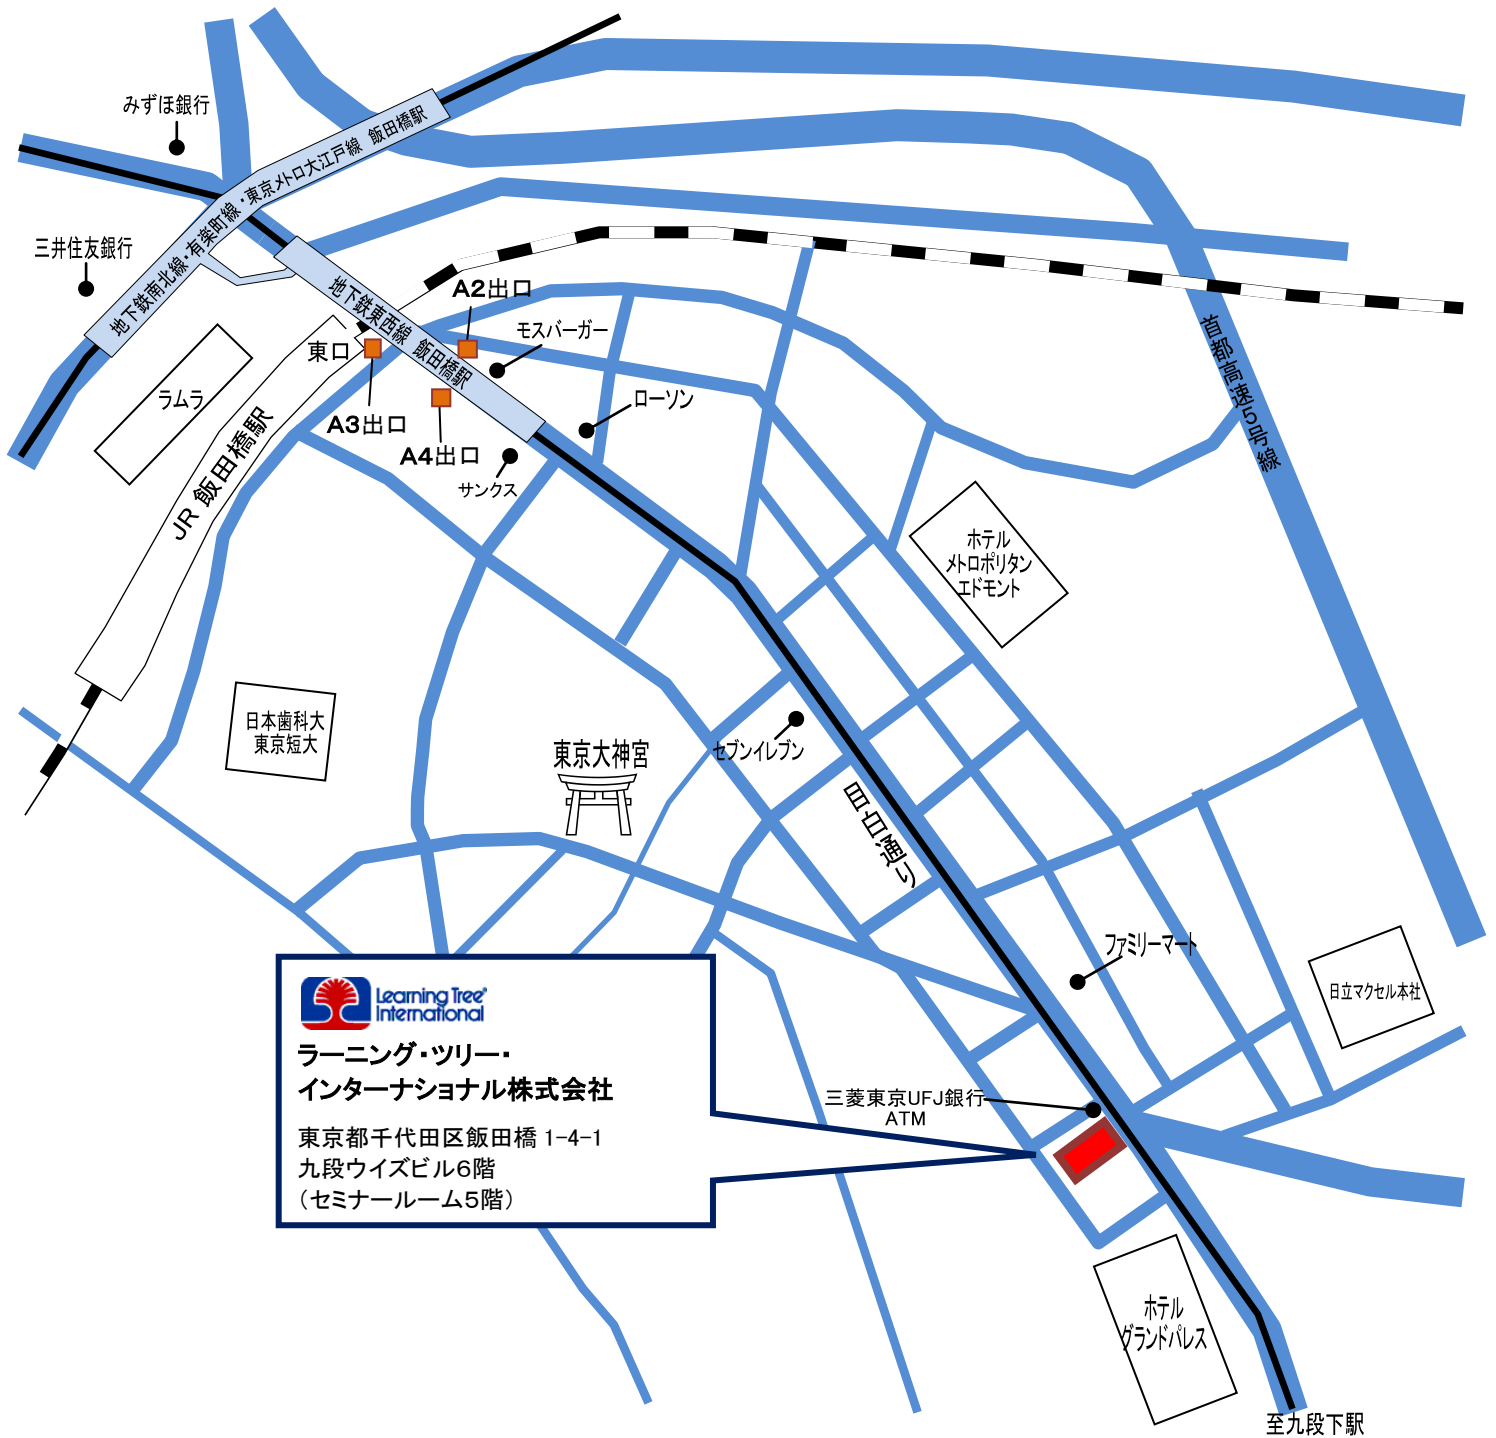 みずほ銀行
地下鉄南北線・有楽町線・東京メトロ大江戸線 飯田橋駅
三井住友銀行
地下鉄東西線 飯田橋駅
A2出口
モスバーガー
東口
ラムラ
ローソン
A3出口
A4出口
サンクス
JR 飯田橋駅
首都高速5号線
ホテル
メトロポリタン
エドモント
日本歯科大
東京短大
東京大神宮
セブンイレブン
目白通り
ファミリーマート
日立マクセル本社
Learning Tree®
International
ラーニング・ツリー・
インターナショナル株式会社
東京都千代田区飯田橋 1-4-1
九段ウイズビル6階
（セミナールーム5階）
三菱東京UFJ銀行
ATM
ホテル
グランドパレス
至九段下駅